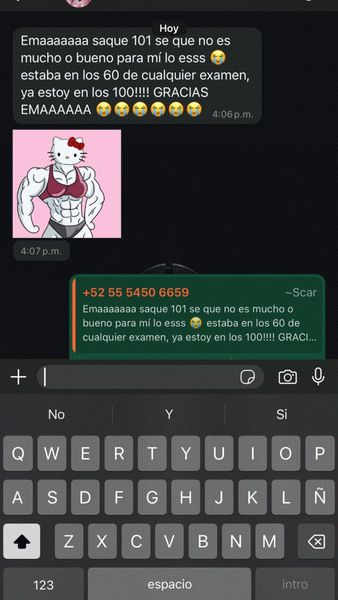 Hoy
Emaaaaaaa saque 101 se que no es
mucho o bueno para mí lo esss 😭
estaba en los 60 de cualquier examen,
ya estoy en los 100!!!! GRACIAS
EMAAAAAA 😭😭😭😭😭😭
4:06 p.m.
4:07 p.m.
+52 55 5450 6659 ~Scar
Emaaaaaaa saque 101 se que no es mucho o
bueno para mí lo esss 😭 estaba en los 60 de
cualquier examen, ya estoy en los 100!!!! GRACI...
No Y Si
Q W E R T Y U I O P
A S D F G H J K L Ñ
Z X C V B N M
123 espacio intro